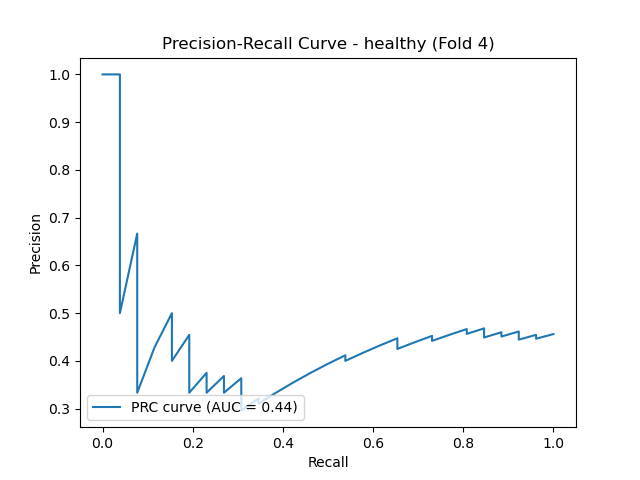 Precision-Recall Curve - healthy (Fold 4)
1.0
0.9
0.8
0.7
0.6
0.5
0.4
0.3
Precision
PRC curve (AUC = 0.44)
0.0 0.2 0.4 0.6 0.8 1.0
Recall